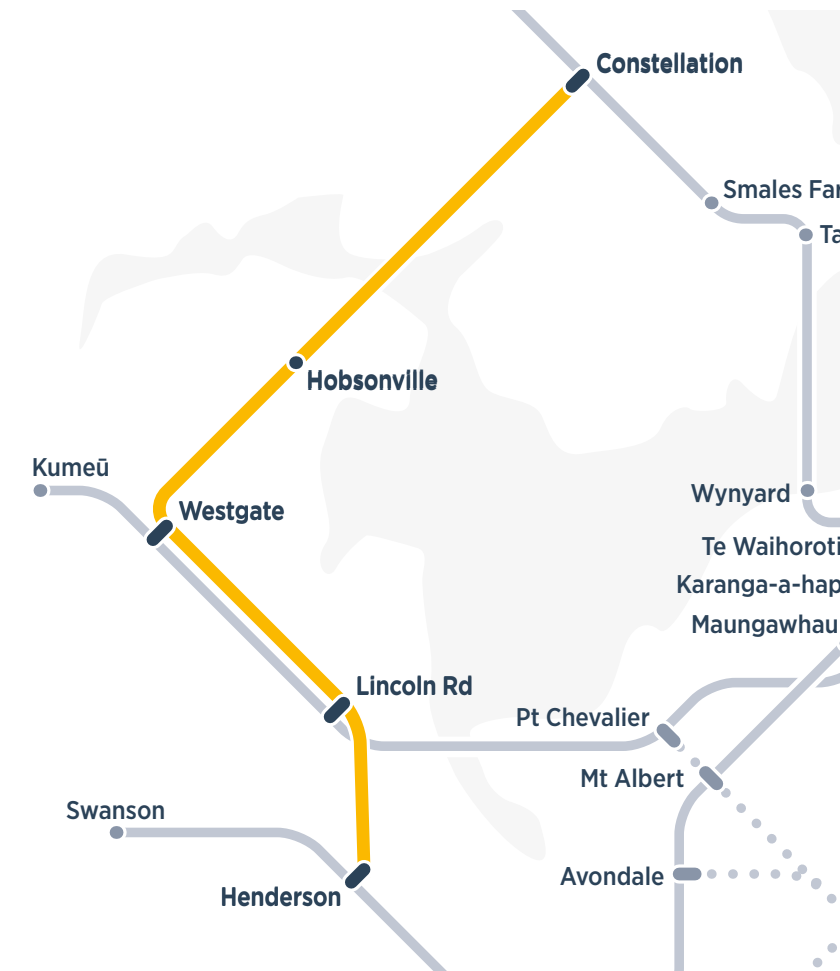 Constellation
Smales Far
Ta
Hobsonville
Kumeū
Westgate
Wynyard
Te Waihoroti
Karanga-a-hap
Maungawhau
Lincoln Rd
Pt Chevalier
Mt Albert
Swanson
Avondale
Henderson